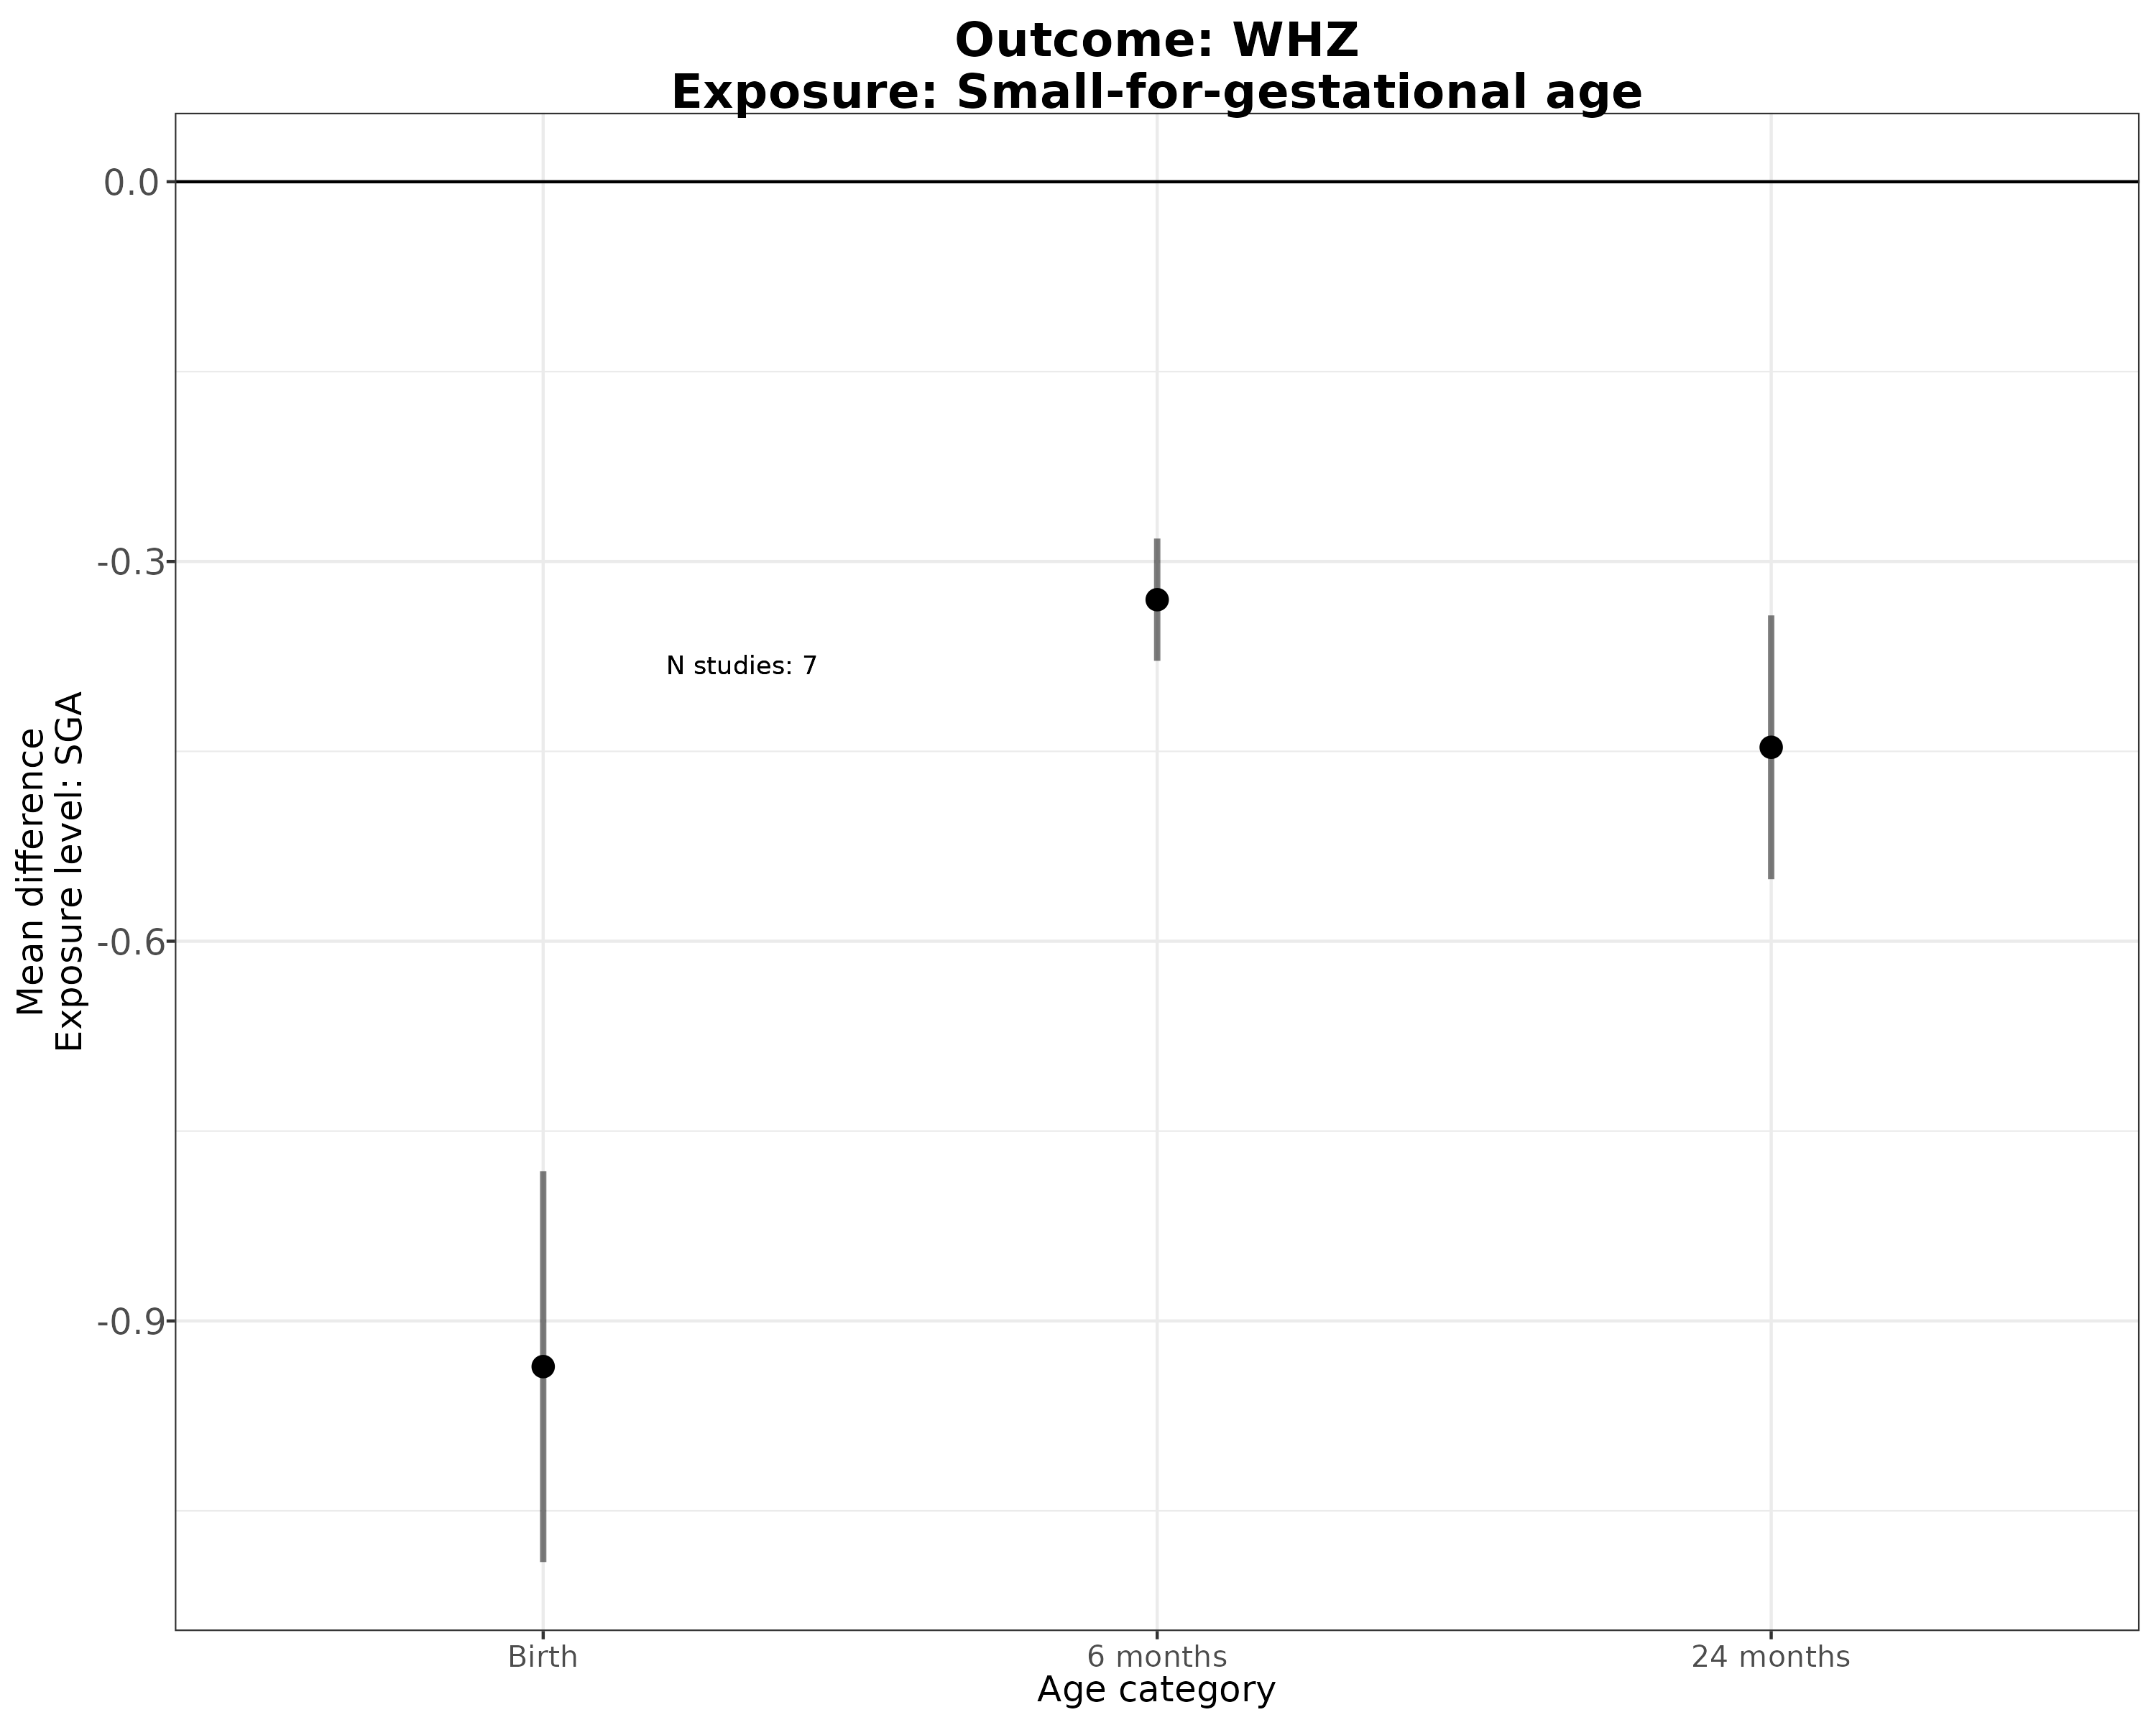 Outcome: WHZ
Exposure: Small-for-gestational age
Mean difference
Exposure level: SGA
0.0
-0.3
-0.6
-0.9
N studies: 7
Birth
6 months
24 months
Age category